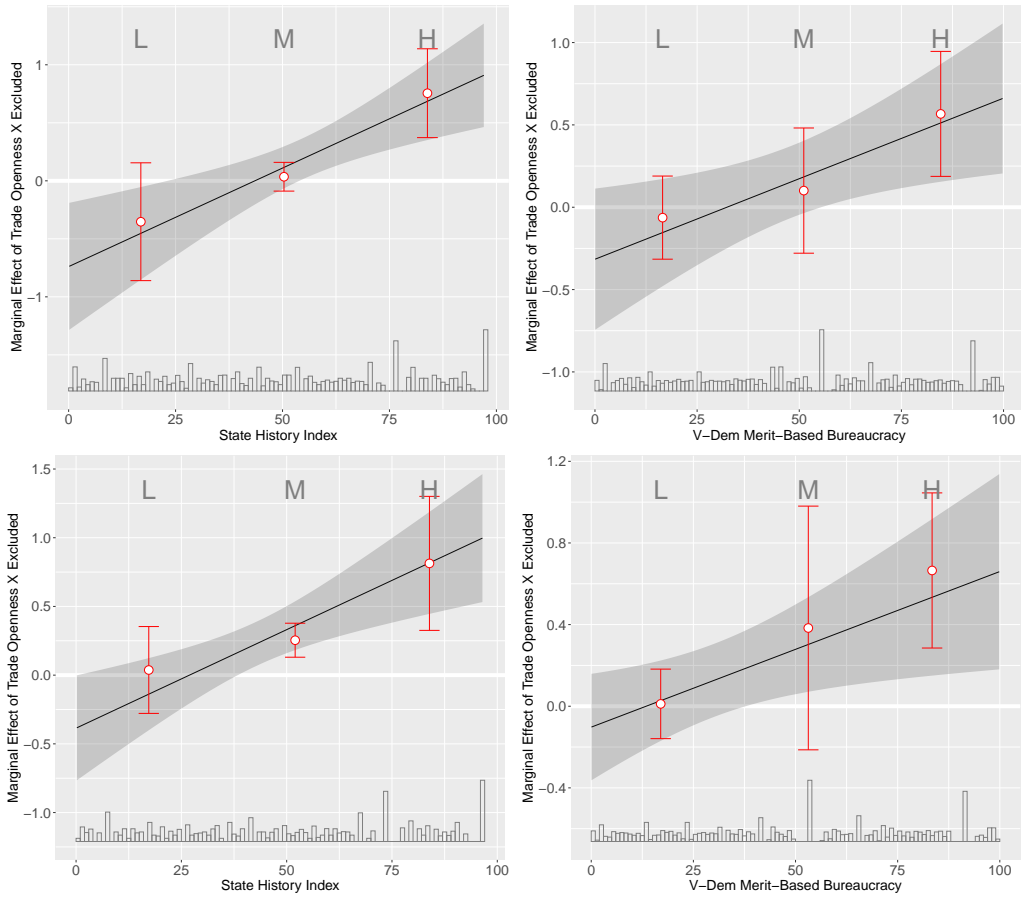 L M H
1
0
−1
0 25 50 75 100
State History Index
Marginal Effect of Trade Openness X Excluded
L M H
1.0
0.5
0.0
−0.5
−1.0
0 25 50 75 100
V−Dem Merit−Based Bureaucracy
Marginal Effect of Trade Openness X Excluded
L M H
1.5
1.0
0.5
0.0
−0.5
−1.0
0 25 50 75 100
State History Index
Marginal Effect of Trade Openness X Excluded
L M H
1.2
0.8
0.4
0.0
−0.4
0 25 50 75 100
V−Dem Merit−Based Bureaucracy
Marginal Effect of Trade Openness X Excluded